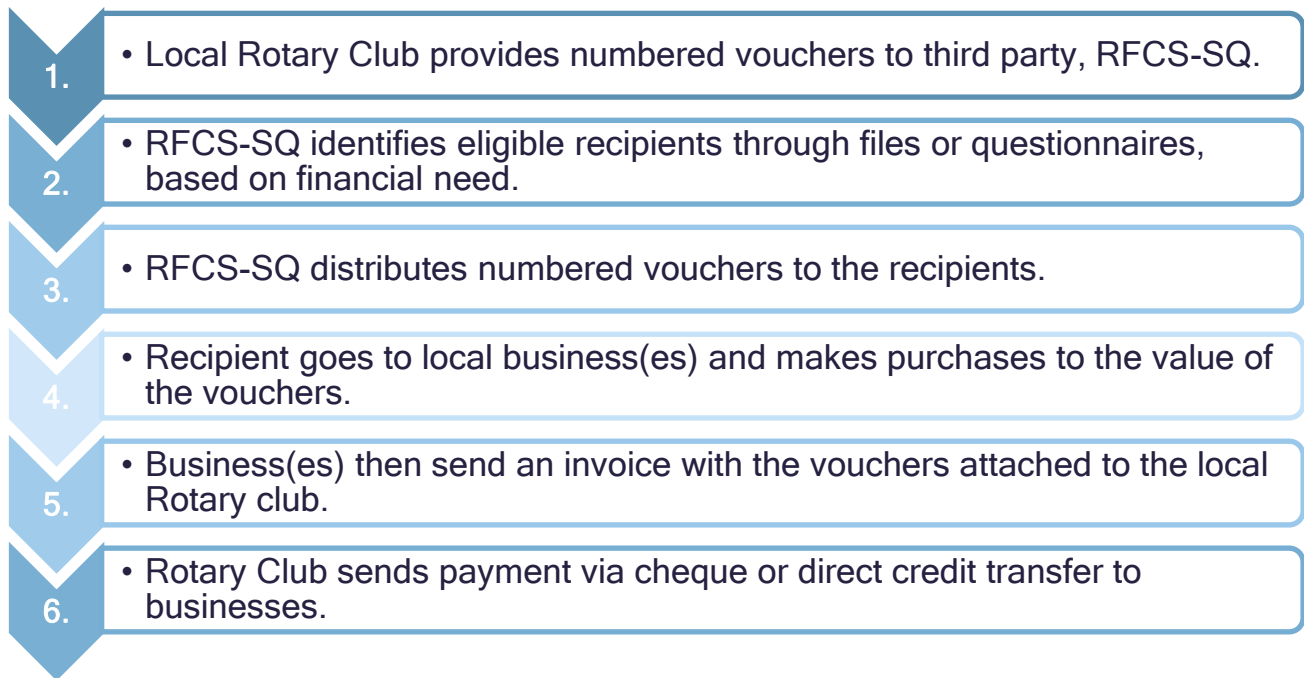 1.
• Local Rotary Club provides numbered vouchers to third party, RFCS-SQ.
2.
• RFCS-SQ identifies eligible recipients through files or questionnaires,
based on financial need.
3.
• RFCS-SQ distributes numbered vouchers to the recipients.
4.
• Recipient goes to local business(es) and makes purchases to the value of
the vouchers.
5.
• Business(es) then send an invoice with the vouchers attached to the local
Rotary club.
6.
• Rotary Club sends payment via cheque or direct credit transfer to
businesses.